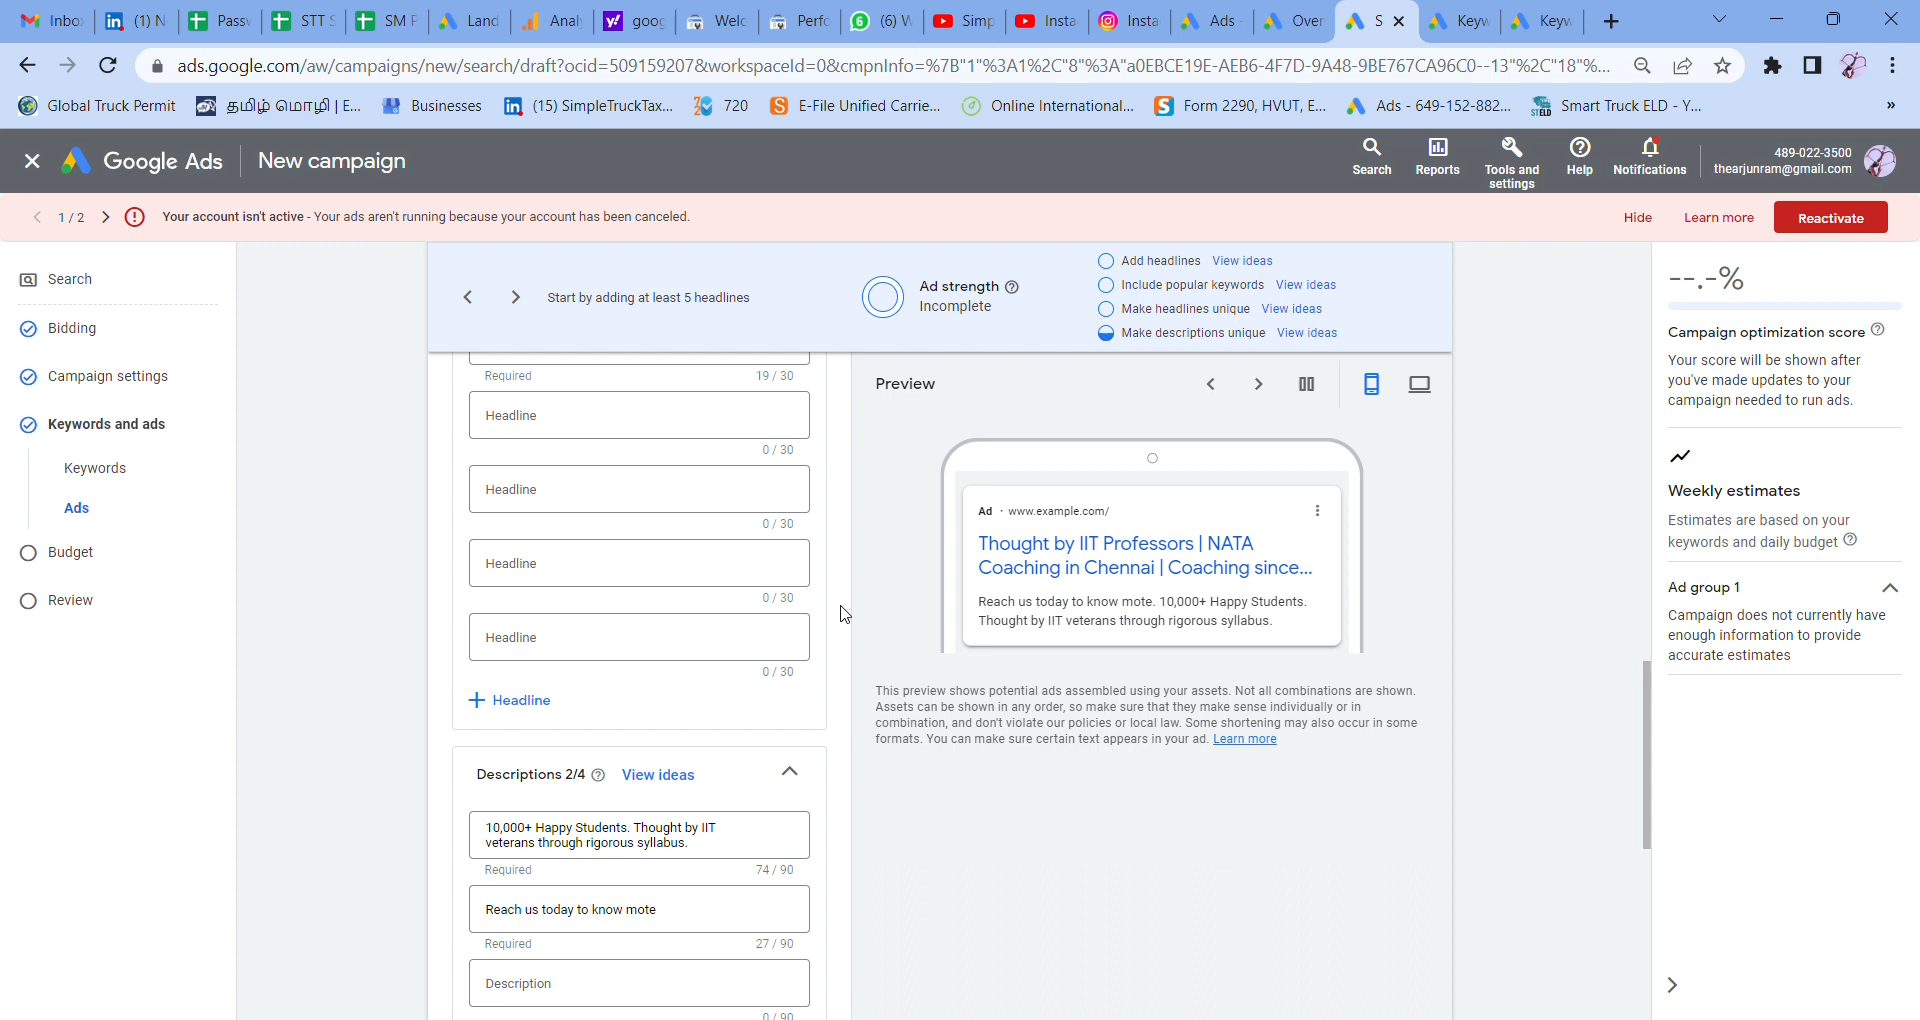 Inbox
(1) N
Passw
STT S
SM P
Land
Anal
goog
Welc
Perfo
(6) W
Simp
Insta
Insta
Ads -
Over
S
Keyw
Keyw
ads.google.com/aw/campaigns/new/search/draft?ocid=509159207&workspaceId=0&cmpnInfo=%7B"1"%3A1%2C"8"%3A"a0EBCE19E-AEB6-4F7D-9A48-9BE767CA96C0--13"%2C"18"%...
Global Truck Permit
தமிழ் மொழி | E...
Businesses
(15) SimpleTruckTax...
720
E-File Unified Carrie...
Online International...
Form 2290, HVUT, E...
Ads - 649-152-882...
Smart Truck ELD - Y...
»
Google Ads
New campaign
Search
Reports
Tools and
settings
Help
Notifications
489-022-3500
thearjunram@gmail.com
1 / 2
Your account isn't active - Your ads aren't running because your account has been canceled.
Hide
Learn more
Reactivate
Search
Bidding
Campaign settings
Keywords and ads
Keywords
Ads
Budget
Review
Start by adding at least 5 headlines
Ad strength
Incomplete
Add headlines View ideas
Include popular keywords View ideas
Make headlines unique View ideas
Make descriptions unique View ideas
Required 19 / 30
Headline
0 / 30
Headline
0 / 30
Headline
0 / 30
Headline
0 / 30
+ Headline
Descriptions 2/4 View ideas
10,000+ Happy Students. Thought by IIT
veterans through rigorous syllabus.
Required 74 / 90
Reach us today to know mote
Required 27 / 90
Description
0 / 90
Preview
Ad · www.example.com/
Thought by IIT Professors | NATA
Coaching in Chennai | Coaching since...
Reach us today to know mote. 10,000+ Happy Students.
Thought by IIT veterans through rigorous syllabus.
This preview shows potential ads assembled using your assets. Not all combinations are shown.
Assets can be shown in any order, so make sure that they make sense individually or in
combination, and don't violate our policies or local law. Some shortening may also occur in some
formats. You can make sure certain text appears in your ad. Learn more
--.-%
Campaign optimization score
Your score will be shown after
you've made updates to your
campaign needed to run ads.
Weekly estimates
Estimates are based on your
keywords and daily budget
Ad group 1
Campaign does not currently have
enough information to provide
accurate estimates